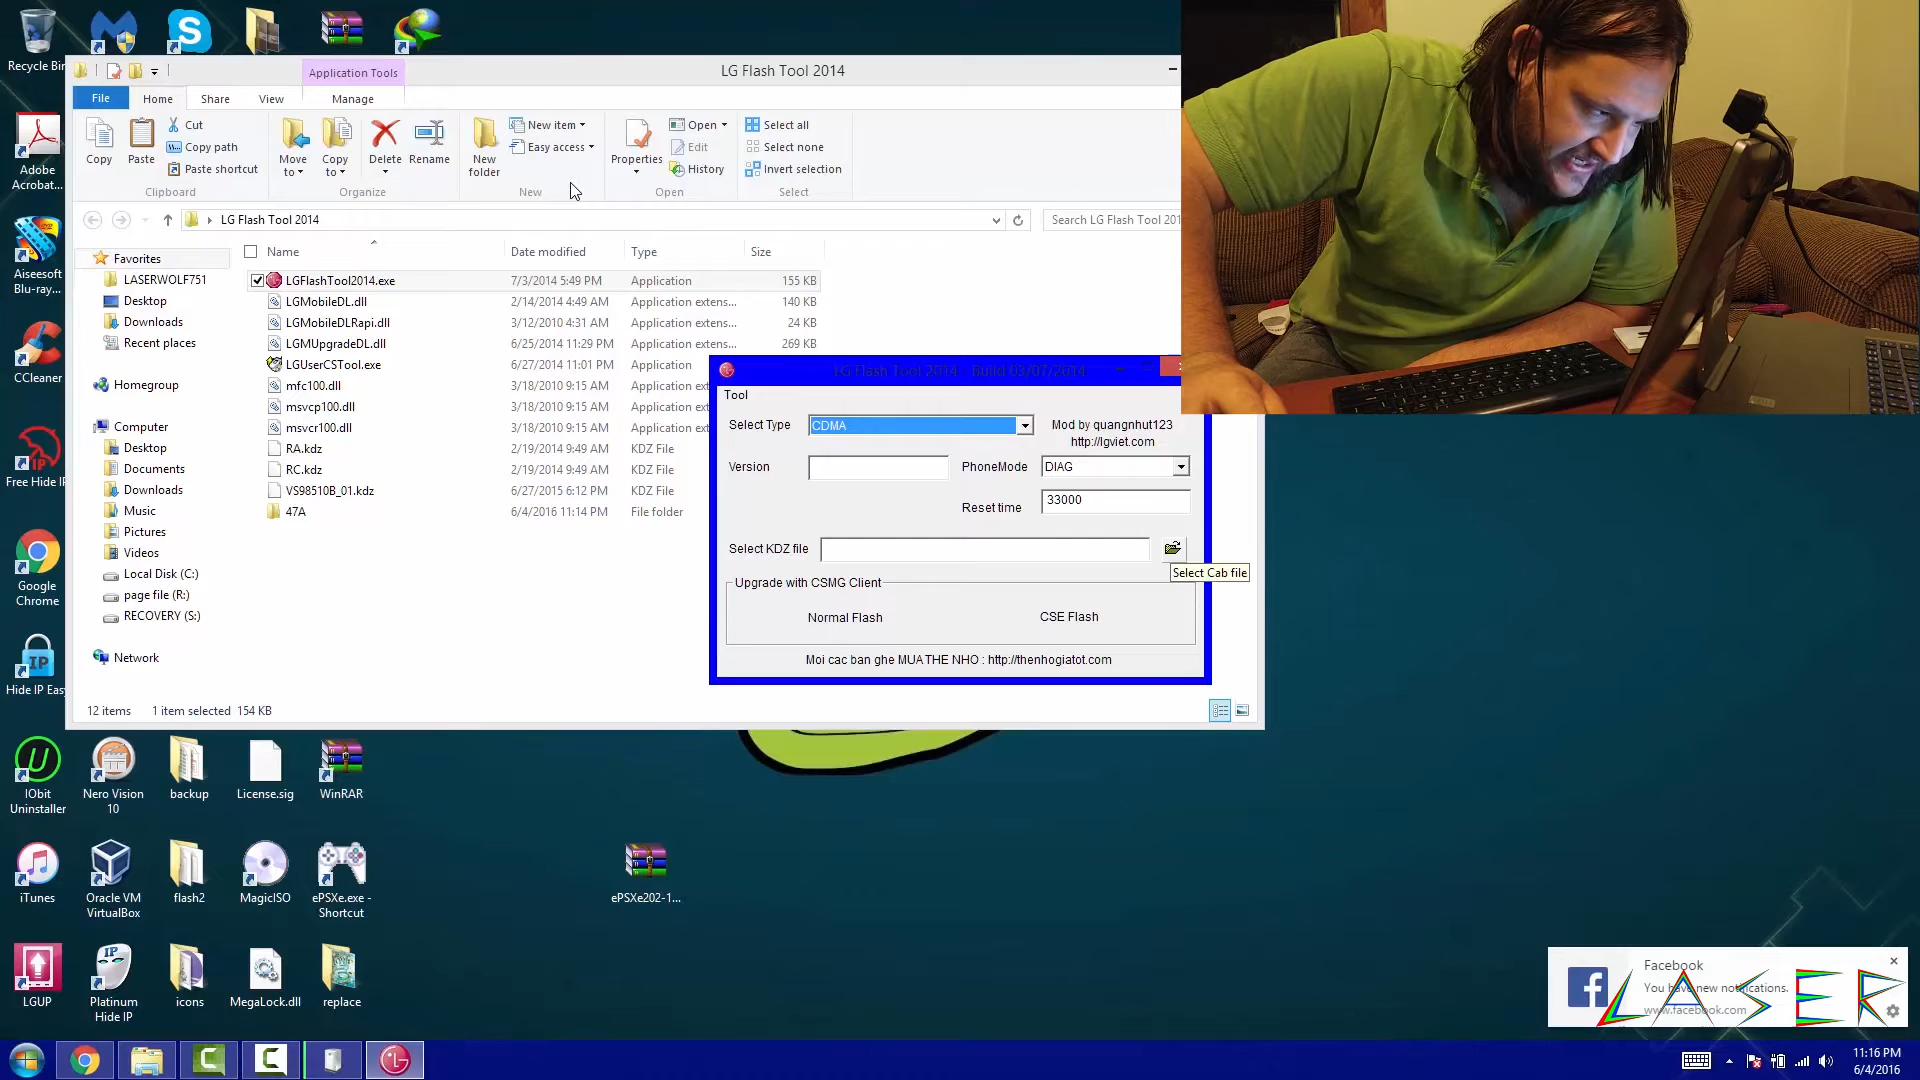 Recycle Bin
Application Tools
LG Flash Tool 2014
File
Home
Share
View
Manage
Copy
Paste
Cut
Copy path
Paste shortcut
Clipboard
Move to
Copy to
Delete
Rename
Organize
New folder
New item
Easy access
New
Properties
Open
Edit
History
Open
Select all
Select none
Invert selection
Select
LG Flash Tool 2014
Search LG Flash Tool 201
Name
Date modified
Type
Size
Favorites
LASERWOLF751
Desktop
Downloads
Recent places
Homegroup
Computer
Desktop
Documents
Downloads
Music
Pictures
Videos
Local Disk (C:)
page file (R:)
RECOVERY (S:)
Network
LGFlashTool2014.exe 7/3/2014 5:49 PM Application 155 KB
LGMobileDL.dll 2/14/2014 4:49 AM Application extens... 140 KB
LGMobileDLRapi.dll 3/12/2010 4:31 AM Application extens... 24 KB
LGMUpgradeDL.dll 6/25/2014 11:29 PM Application extens... 269 KB
LGUserCSTool.exe 6/27/2014 11:01 PM Application
mfc100.dll 3/18/2010 9:15 AM Application ext
msvcp100.dll 3/18/2010 9:15 AM Application ext
msvcr100.dll 3/18/2010 9:15 AM Application ext
RA.kdz 2/19/2014 9:49 AM KDZ File
RC.kdz 2/19/2014 9:49 AM KDZ File
VS98510B_01.kdz 6/27/2015 6:12 PM KDZ File
47A 6/4/2016 11:14 PM File folder
12 items 1 item selected 154 KB
LG Flash Tool 2014 - Build 03/07/2014
Tool
Select Type CDMA
Mod by quangnhut123
http://lgviet.com
Version
PhoneMode DIAG
Reset time 33000
Select KDZ file
Select Cab file
Upgrade with CSMG Client
Normal Flash
CSE Flash
Moi cac ban ghe MUA THE NHO : http://thenhogiatot.com
Adobe Acrobat...
Aiseesoft Blu-ray...
CCleaner
Free Hide IP
Google Chrome
Hide IP Easy
IObit Uninstaller
Nero Vision 10
backup
License.sig
WinRAR
iTunes
Oracle VM VirtualBox
flash2
MagicISO
ePSXe.exe - Shortcut
ePSXe202-1...
LGUP
Platinum Hide IP
icons
MegaLock.dll
replace
Facebook
You have new notifications.
www.facebook.com
LASER
11:16 PM
6/4/2016